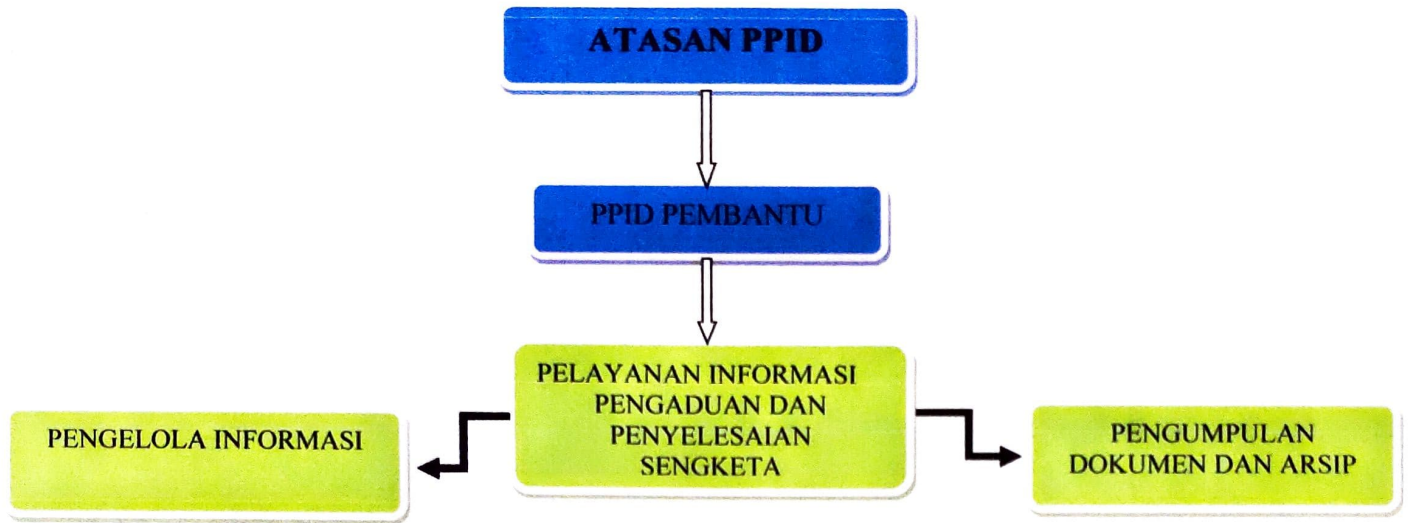 ATASAN PPID
PPID PEMBANTU
PELAYANAN INFORMASI
PENGADUAN DAN
PENYELESAIAN
SENGKETA
PENGELOLA INFORMASI
PENGUMPULAN
DOKUMEN DAN ARSIP